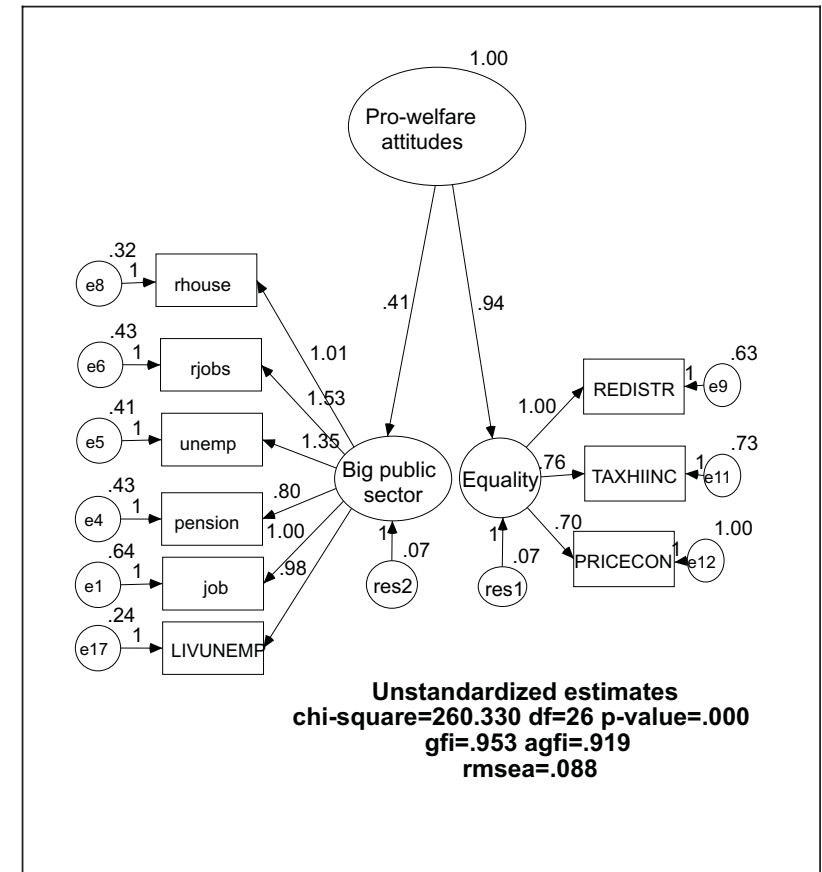 1.00
Pro-welfare
attitudes
.41
.94
.32
e8
1
rhouse
1.01
.43
e6
1
rjobs
1.53
.41
e5
1
unemp
1.35
.43
e4
1
pension
.80
.64
e1
1
job
1.00
.24
e17
1
LIVUNEMP
.98
Big public
sector
1
.07
res2
Equality
1
.07
res1
1.00
REDISTR
1
.63
e9
.76
TAXHIINC
1
.73
e11
.70
PRICECON
1
1.00
e12
Unstandardized estimates
chi-square=260.330 df=26 p-value=.000
gfi=.953 agfi=.919
rmsea=.088